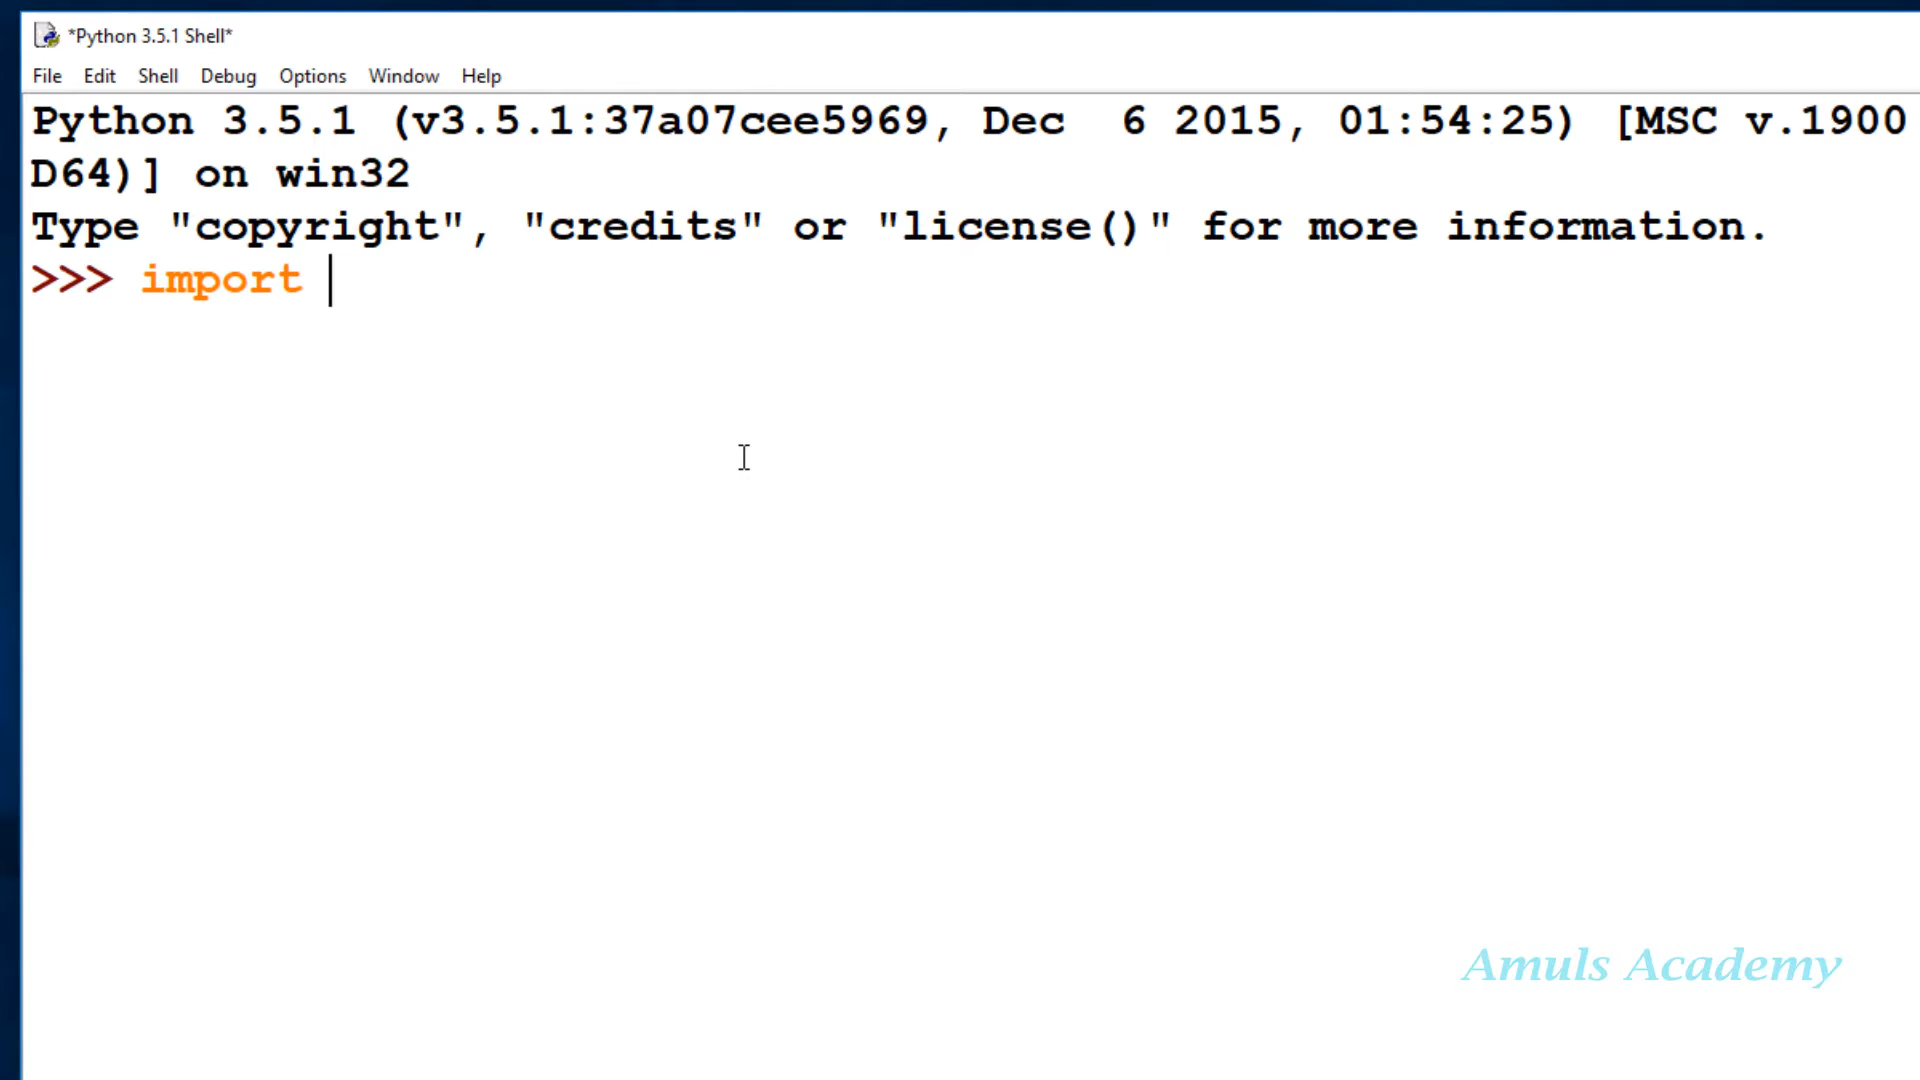 *Python 3.5.1 Shell*
File Edit Shell Debug Options Window Help
Python 3.5.1 (v3.5.1:37a07cee5969, Dec  6 2015, 01:54:25) [MSC v.1900
D64)] on win32
Type "copyright", "credits" or "license()" for more information.
>>> import
Amuls Academy